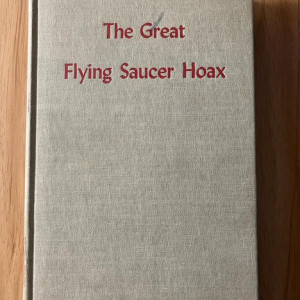 The Great
Flying Saucer Hoax